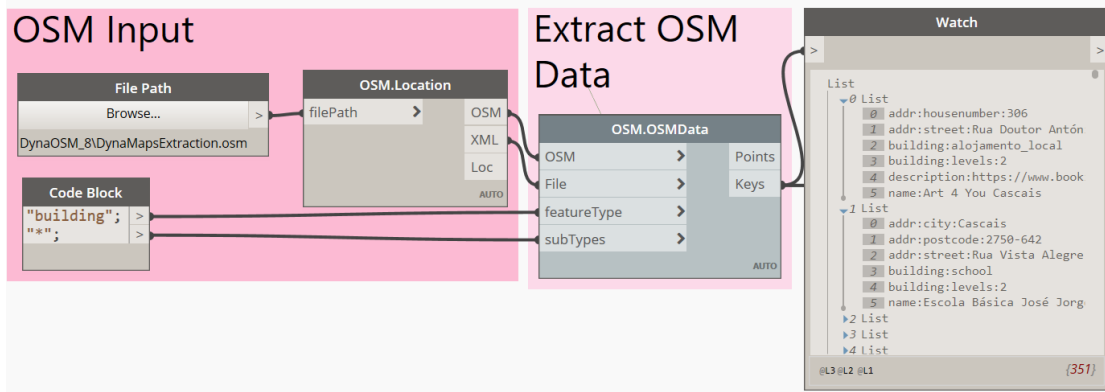 OSM Input
File Path
Browse...
>
DynaOSM_8\DynaMapsExtraction.osm
Code Block
"building"; >
"*"; >
OSM.Location
filePath > OSM
XML
Loc
AUTO
Extract OSM
Data
OSM.OSMData
OSM > Points
File > Keys
featureType >
subTypes >
AUTO
Watch
> >
List
0 List
0 addr:housenumber:306
1 addr:street:Rua Doutor Antón
2 building:alojamento_local
3 building:levels:2
4 description:https://www.book
5 name:Art 4 You Cascais
1 List
0 addr:city:Cascais
1 addr:postcode:2750-642
2 addr:street:Rua Vista Alegre
3 building:school
4 building:levels:2
5 name:Escola Básica José Jorg
2 List
3 List
4 List
@L3 @L2 @L1 {351}